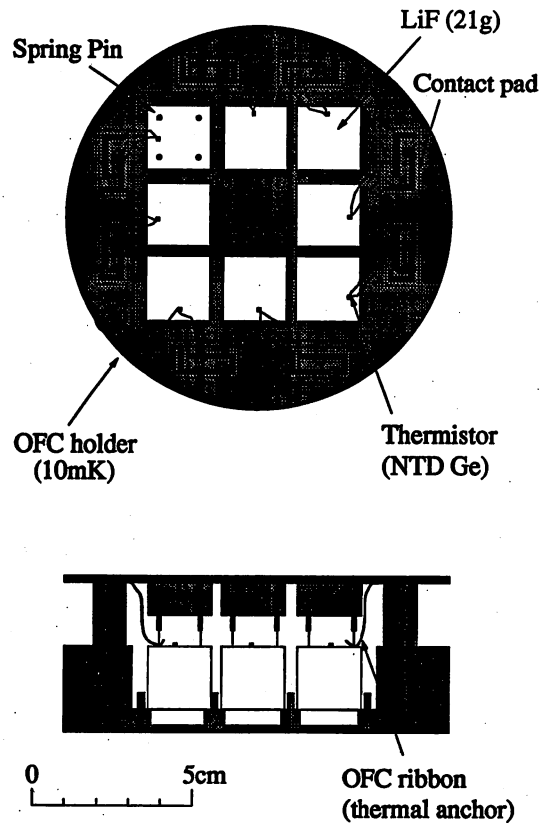 LiF (21g)
Spring Pin
Contact pad
OFC holder
(10mK)
Thermistor
(NTD Ge)
0
5cm
OFC ribbon
(thermal anchor)